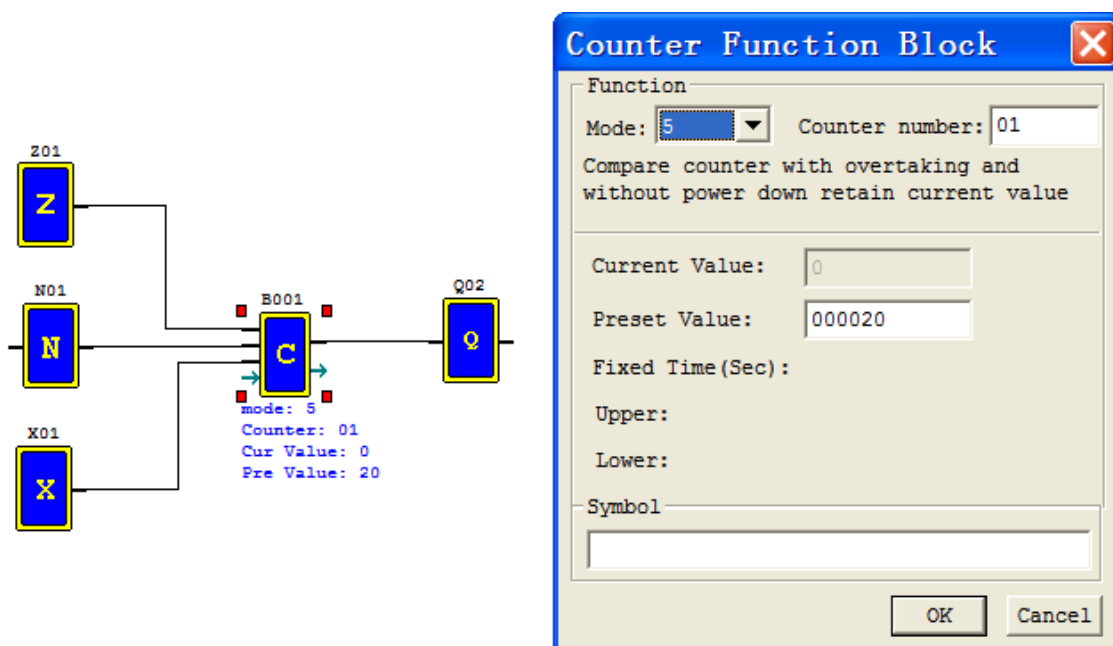 Z01
Z
N01
N
X01
X
B001
C
mode: 5
Counter: 01
Cur Value: 0
Pre Value: 20
Q02
Q
Counter Function Block
Function
Mode: 5 Counter number: 01
Compare counter with overtaking and
without power down retain current value
Current Value: 0
Preset Value: 000020
Fixed Time(Sec):
Upper:
Lower:
Symbol
OK Cancel